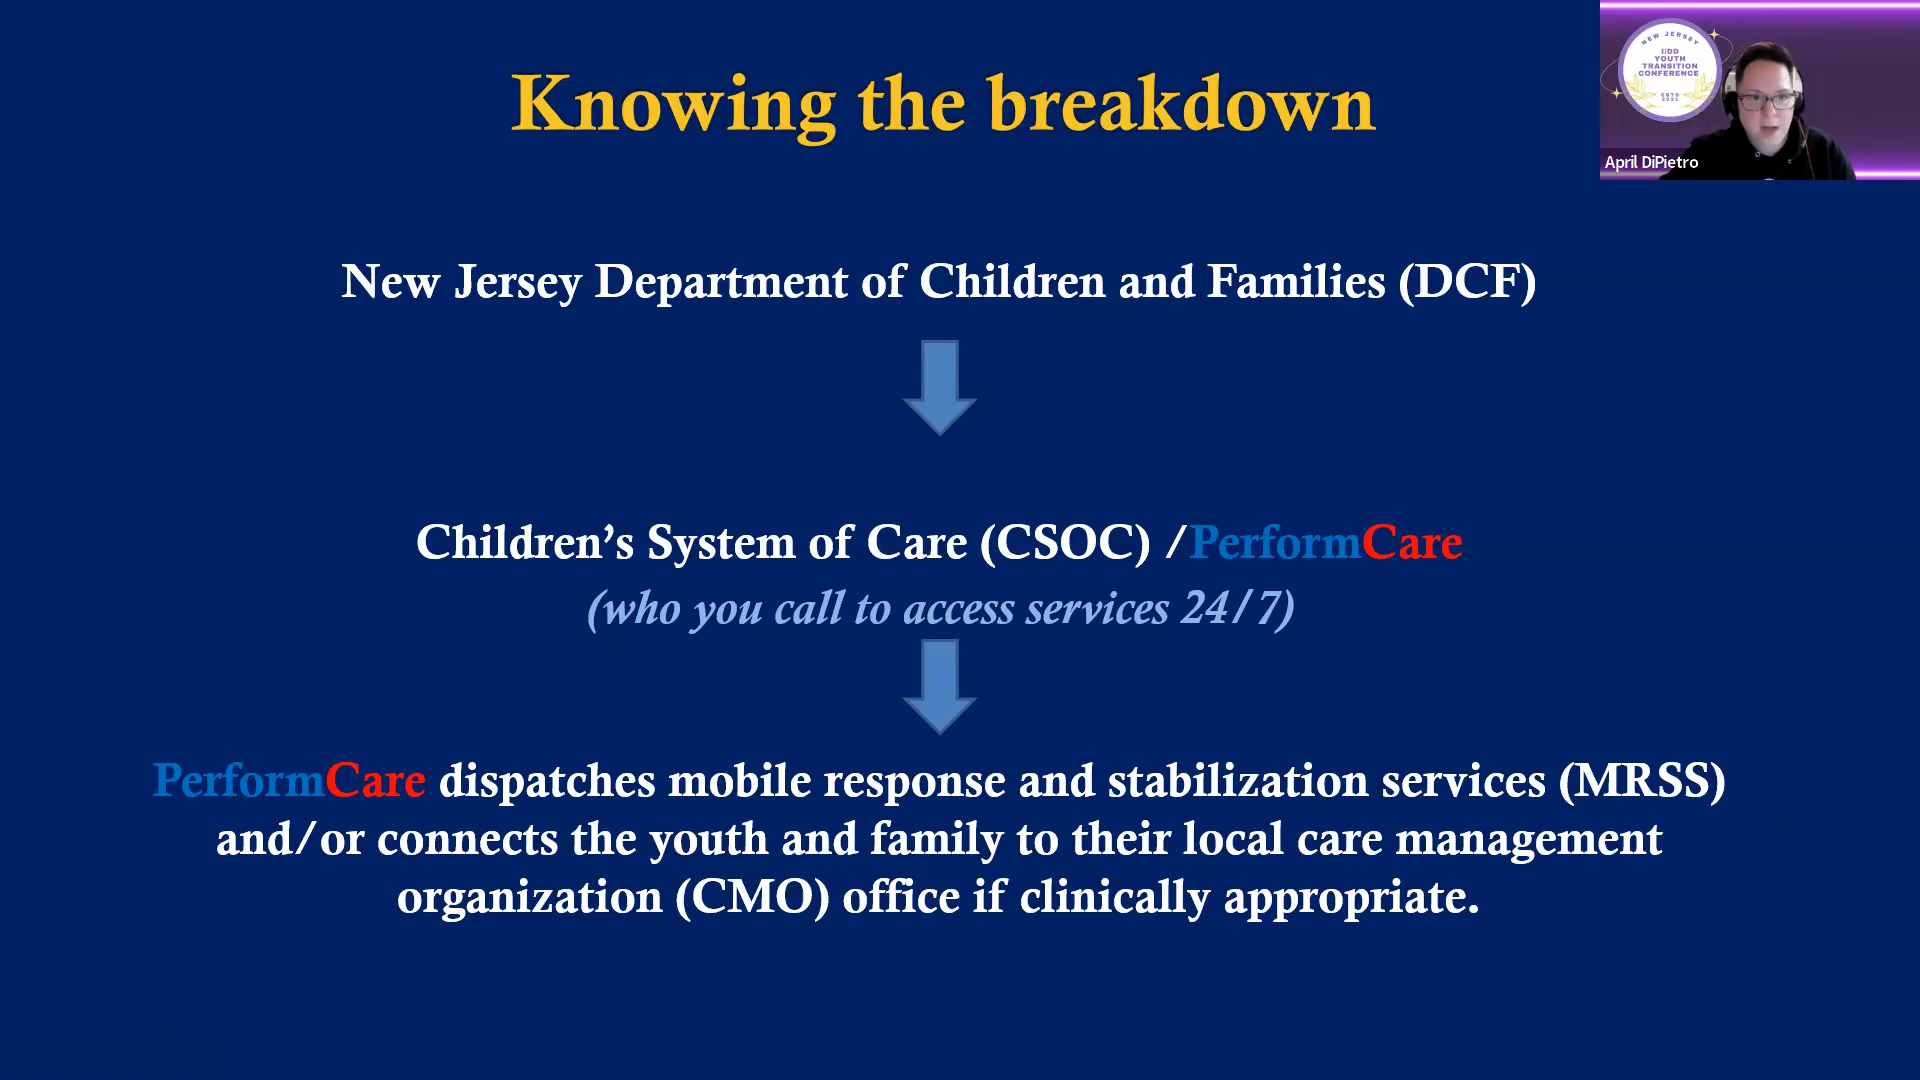 Knowing the breakdown
NEW JERSEY
I/DD
YOUTH
TRANSITION
CONFERENCE
ESTD
2021
April DiPietro
New Jersey Department of Children and Families (DCF)
Children’s System of Care (CSOC) /PerformCare
(who you call to access services 24/7)
PerformCare dispatches mobile response and stabilization services (MRSS)
and/or connects the youth and family to their local care management
organization (CMO) office if clinically appropriate.